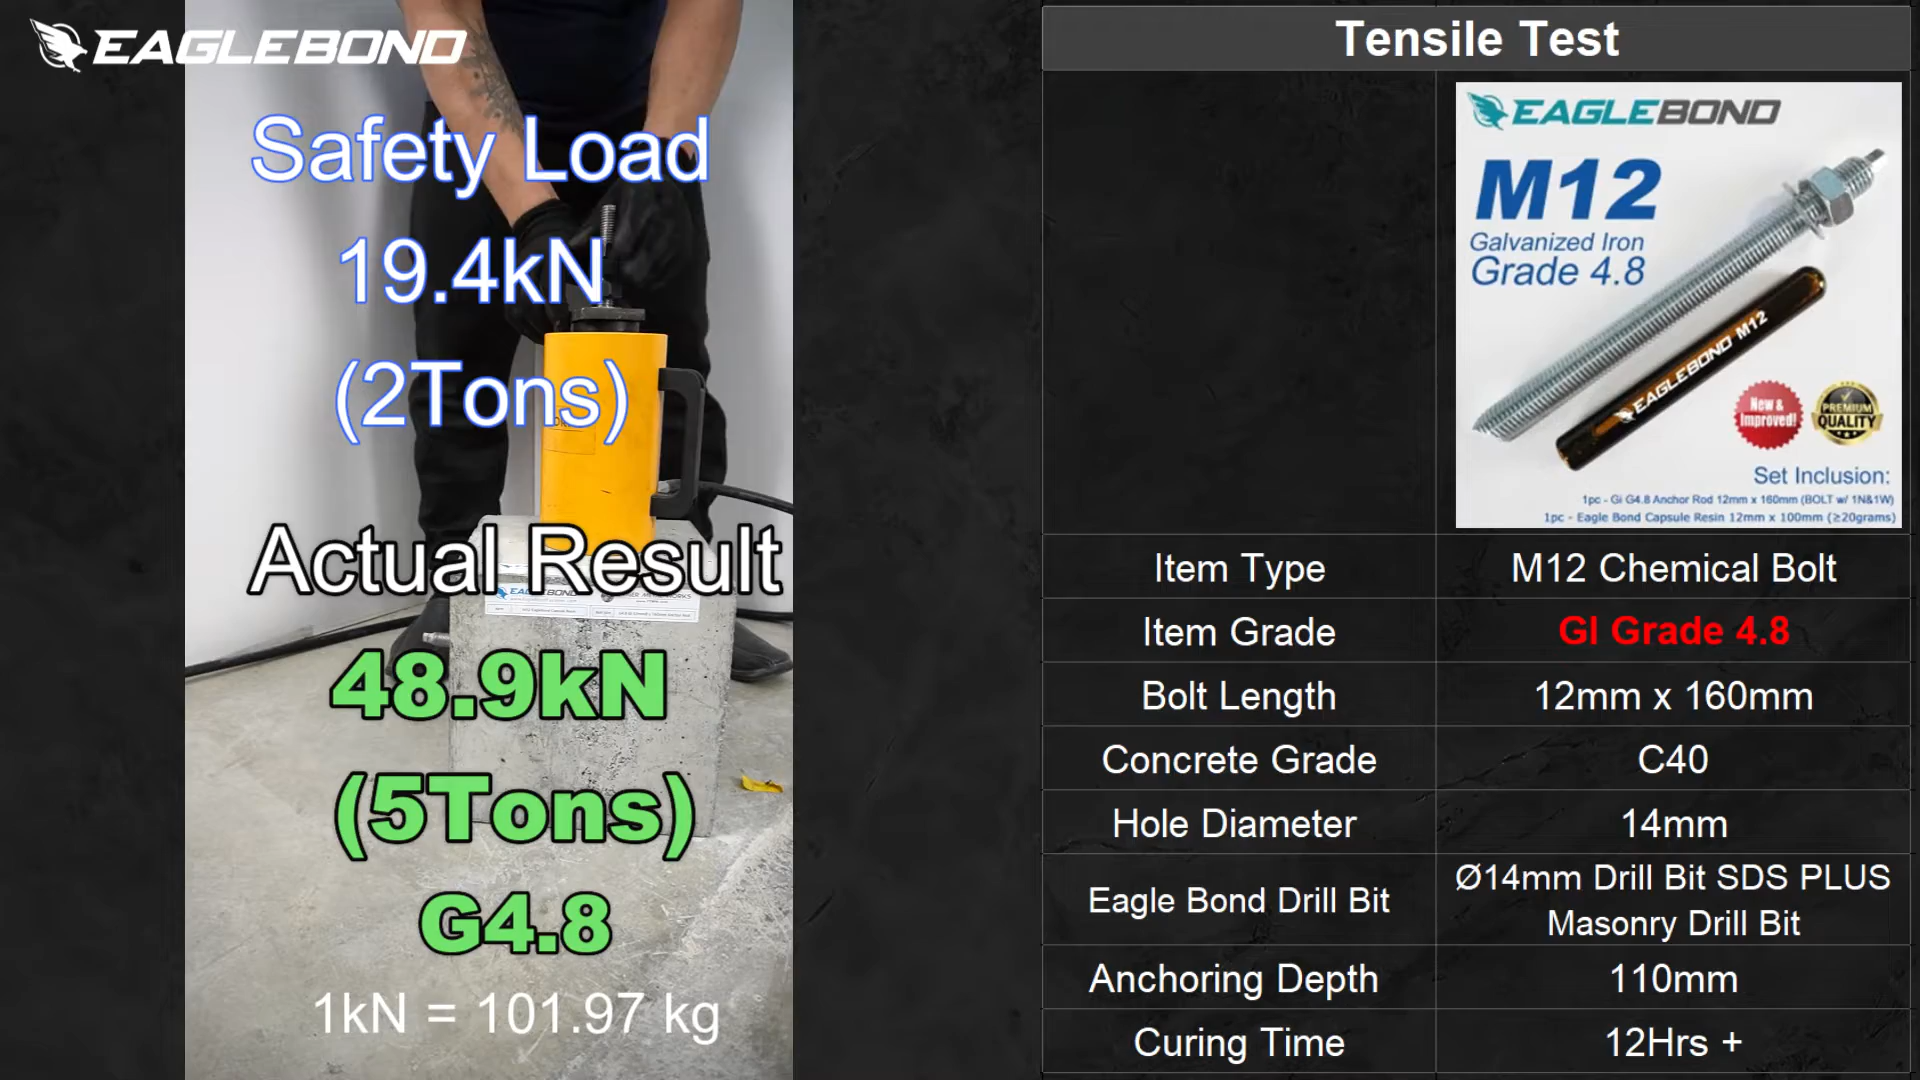 EAGLEBOND
Safety Load
19.4kN
(2Tons)
Actual Result
48.9kN
(5Tons)
G4.8
1kN = 101.97 kg
Tensile Test
EAGLEBOND
M12
Galvanized Iron
Grade 4.8
EAGLEBOND M12
New &
Improved!
PREMIUM
QUALITY
Set Inclusion:
1pc - Gi G4.8 Anchor Rod 12mm x 160mm (BOLT w/ 1N&1W)
1pc - Eagle Bond Capsule Resin 12mm x 100mm (≥20grams)
Item Type M12 Chemical Bolt
Item Grade GI Grade 4.8
Bolt Length 12mm x 160mm
Concrete Grade C40
Hole Diameter 14mm
Eagle Bond Drill Bit Ø14mm Drill Bit SDS PLUS
Masonry Drill Bit
Anchoring Depth 110mm
Curing Time 12Hrs +